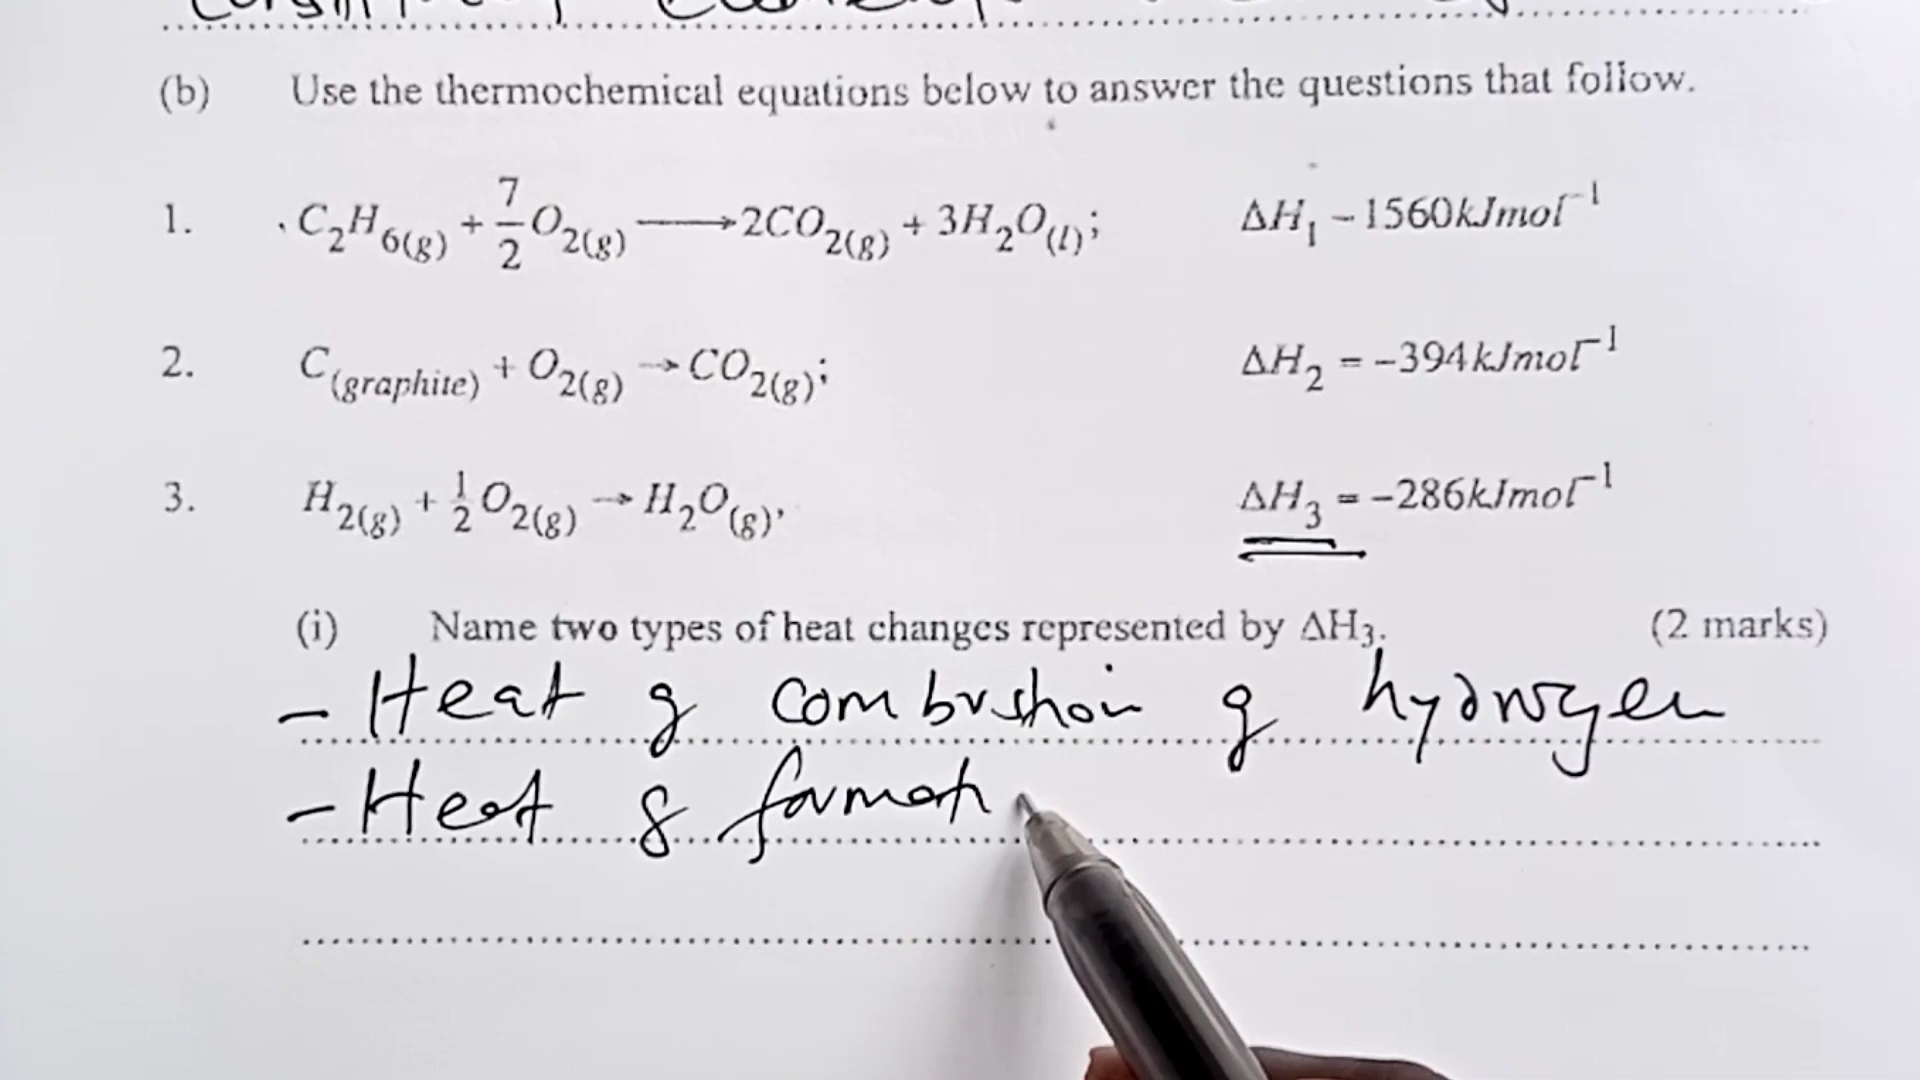 (b) Use the thermochemical equations below to answer the questions that follow.
1. C₂H₆(g) + 7/2 O₂(g) ⟶ 2CO₂(g) + 3H₂O(l); ΔH₁ – 1560kJmol⁻¹
2. C(graphite) + O₂(g) → CO₂(g); ΔH₂ = –394kJmol⁻¹
3. H₂(g) + 1/2 O₂(g) → H₂O(g), ΔH₃ = –286kJmol⁻¹
(i) Name two types of heat changes represented by ΔH₃. (2 marks)
- Heat of combustion of hydrogen
- Heat of formati